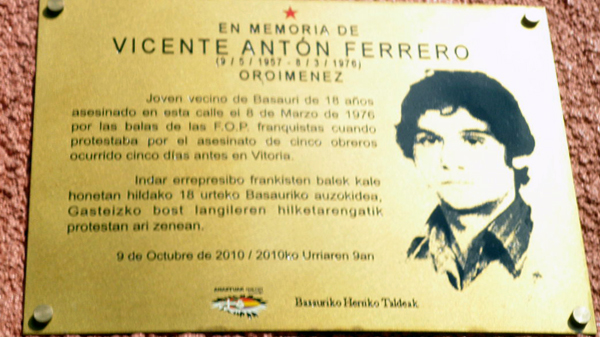 EN MEMORIA DE
VICENTE ANTÓN FERRERO
(9 / 5 / 1957 - 8 / 3 / 1976)
OROIMENEZ
Joven vecino de Basauri de 18 años
asesinado en esta calle el 8 de Marzo de 1976
por las balas de las F.O.P. franquistas cuando
protestaba por el asesinato de cinco obreros
ocurrido cinco días antes en Vitoria.
Indar errepresibo frankisten balek kale
honetan hildako 18 urteko Basauriko auzokidea,
Gasteizko bost langileren hilketarengatik
protestan ari zenean.
9 de Octubre de 2010 / 2010ko Urriaren 9an
Basauriko Herriko Taldeak